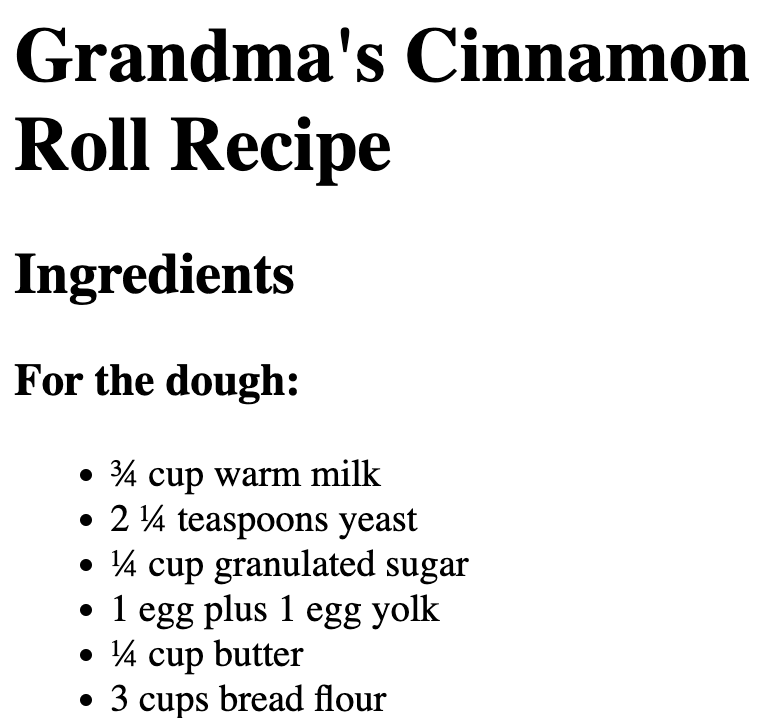 Grandma's Cinnamon
Roll Recipe
Ingredients
For the dough:
• ¾ cup warm milk
• 2 ¼ teaspoons yeast
• ¼ cup granulated sugar
• 1 egg plus 1 egg yolk
• ¼ cup butter
• 3 cups bread flour